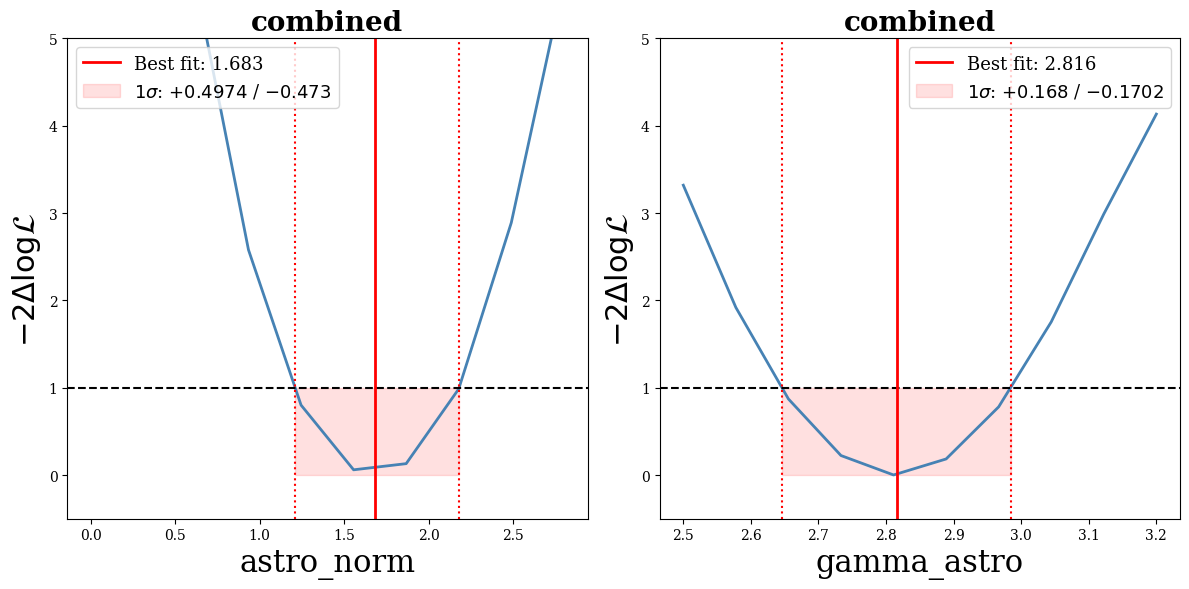 combined
Best fit: 1.683
1σ: +0.4974 / −0.473
−2Δlogℒ
5
4
3
2
1
0
0.0 0.5 1.0 1.5 2.0 2.5
astro_norm
combined
Best fit: 2.816
1σ: +0.168 / −0.1702
−2Δlogℒ
5
4
3
2
1
0
2.5 2.6 2.7 2.8 2.9 3.0 3.1 3.2
gamma_astro